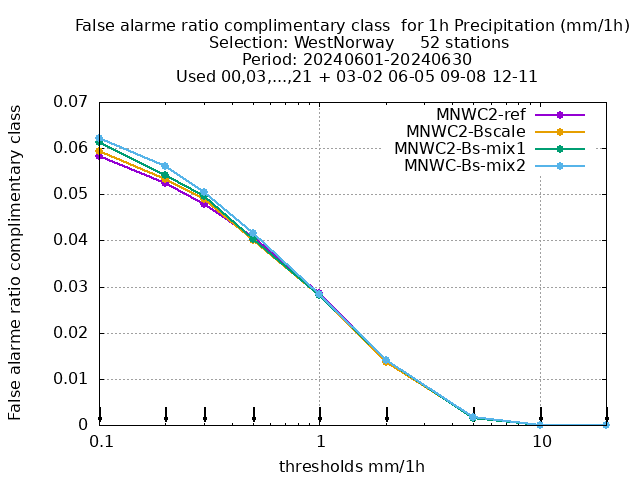 False alarme ratio complimentary class  for 1h Precipitation (mm/1h)
Selection: WestNorway     52 stations
Period: 20240601-20240630
Used 00,03,...,21 + 03-02 06-05 09-08 12-11
MNWC2-ref
MNWC2-Bscale
MNWC2-Bs-mix1
MNWC-Bs-mix2
False alarme ratio complimentary class
0.07
0.06
0.05
0.04
0.03
0.02
0.01
0
0.1
1
10
thresholds mm/1h